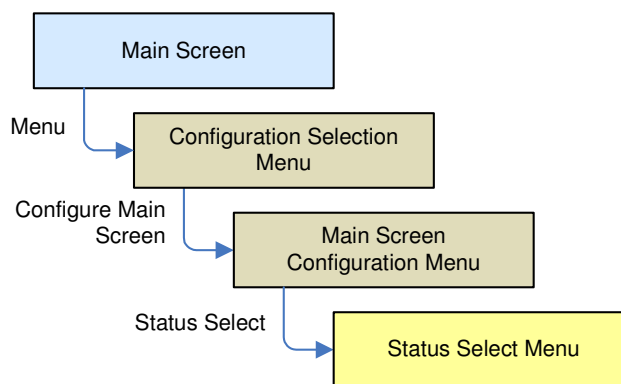 Main Screen
Menu
Configuration Selection
Menu
Configure Main
Screen
Main Screen
Configuration Menu
Status Select
Status Select Menu